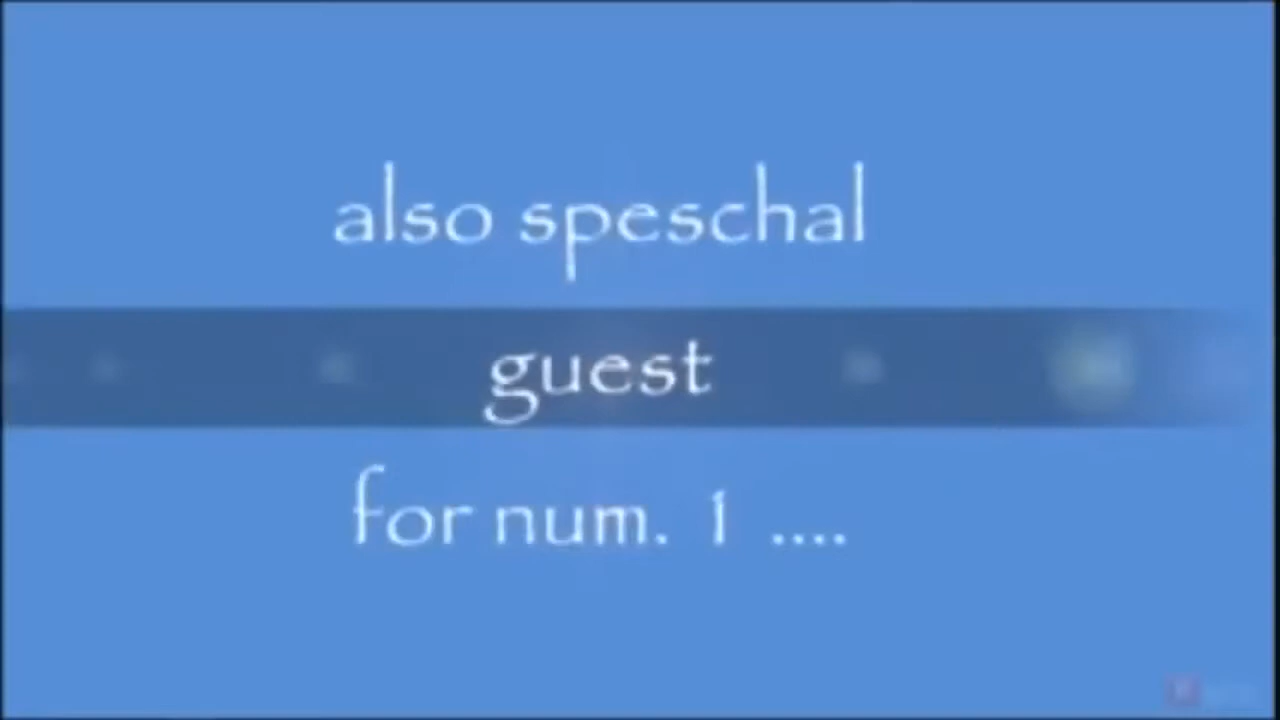 also speschal
guest
for num. 1 ....